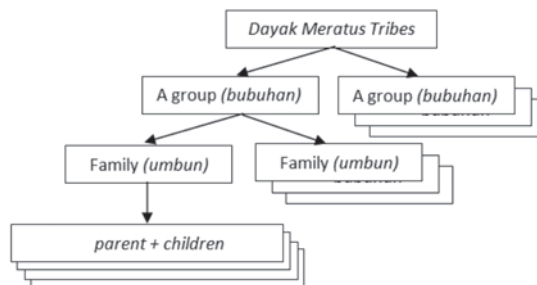 Dayak Meratus Tribes
A group (bubuhan)
A group (bubuhan)
Family (umbun)
Family (umbun)
parent + children